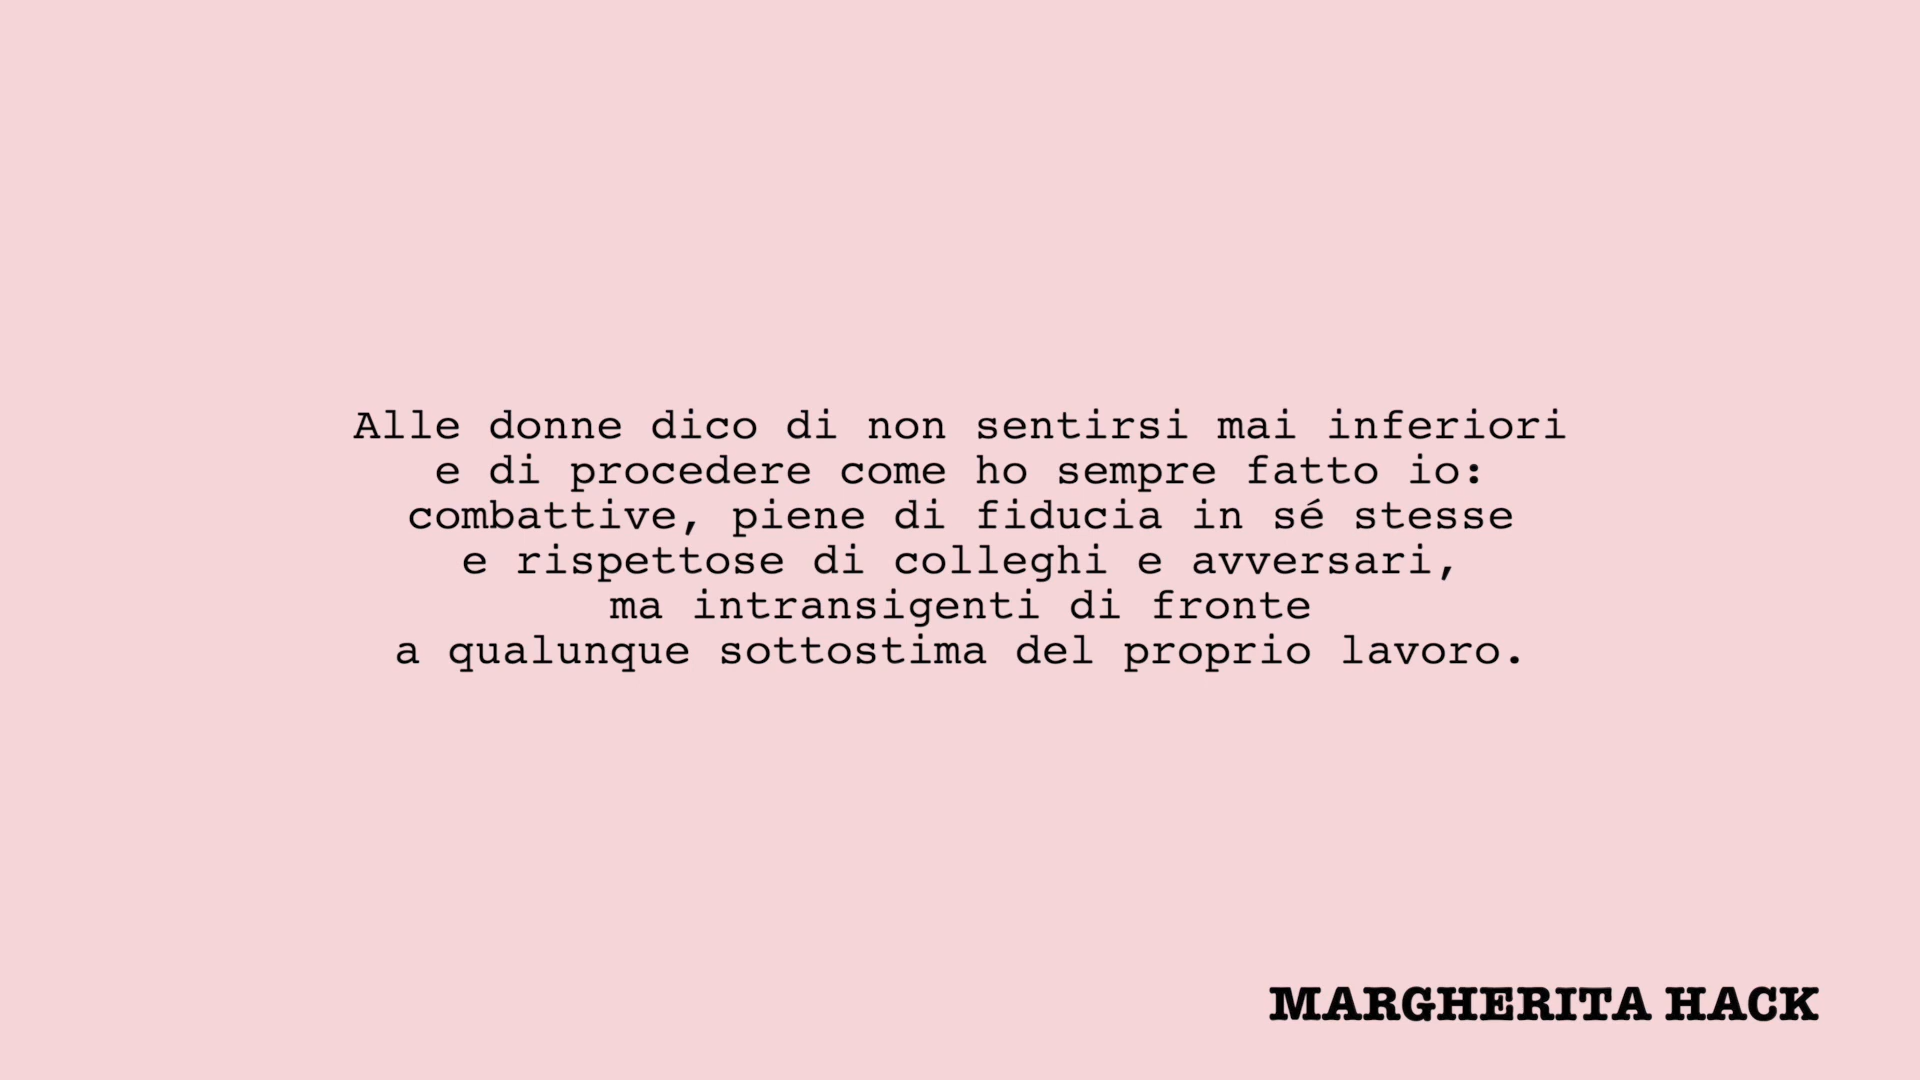 Alle donne dico di non sentirsi mai inferiori
e di procedere come ho sempre fatto io:
combattive, piene di fiducia in sé stesse
e rispettose di colleghi e avversari,
ma intransigenti di fronte
a qualunque sottostima del proprio lavoro.
MARGHERITA HACK